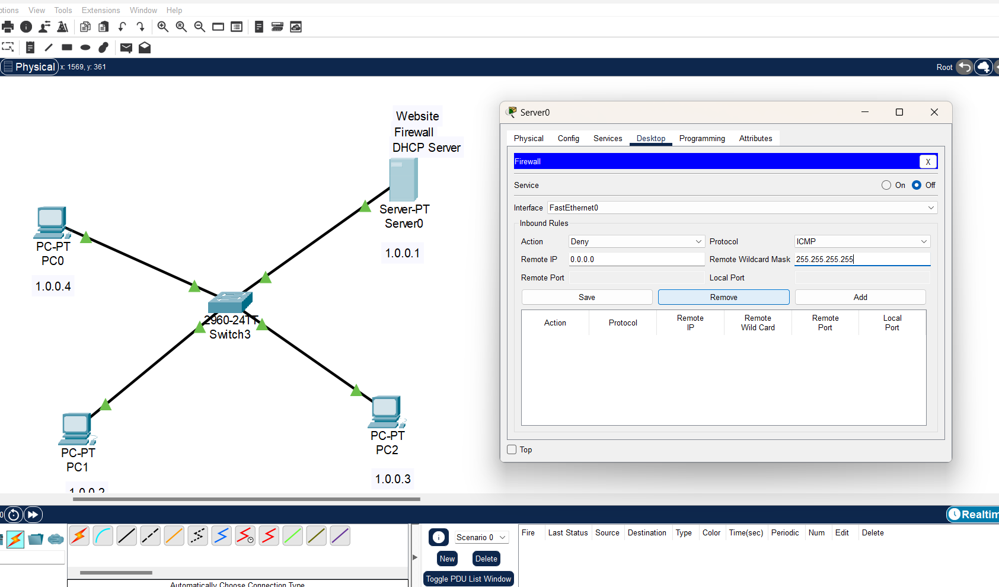 View Tools Extensions Window Help
Physical x: 1569, y: 361
Root
Website
Firewall
DHCP Server
Server-PT
Server0
1.0.0.1
PC-PT
PC0
1.0.0.4
2960-24TT
Switch3
PC-PT
PC1
PC-PT
PC2
1.0.0.3
Server0
Physical Config Services Desktop Programming Attributes
Firewall X
Service On Off
Interface FastEthernet0
Inbound Rules
Action Deny Protocol ICMP
Remote IP 0.0.0.0 Remote Wildcard Mask 255.255.255.255
Remote Port Local Port
Save Remove Add
Action Protocol Remote IP Remote Wild Card Remote Port Local Port
Top
Realtim
Scenario 0
New Delete
Toggle PDU List Window
Fire Last Status Source Destination Type Color Time(sec) Periodic Num Edit Delete
Automatically Choose Connection Type